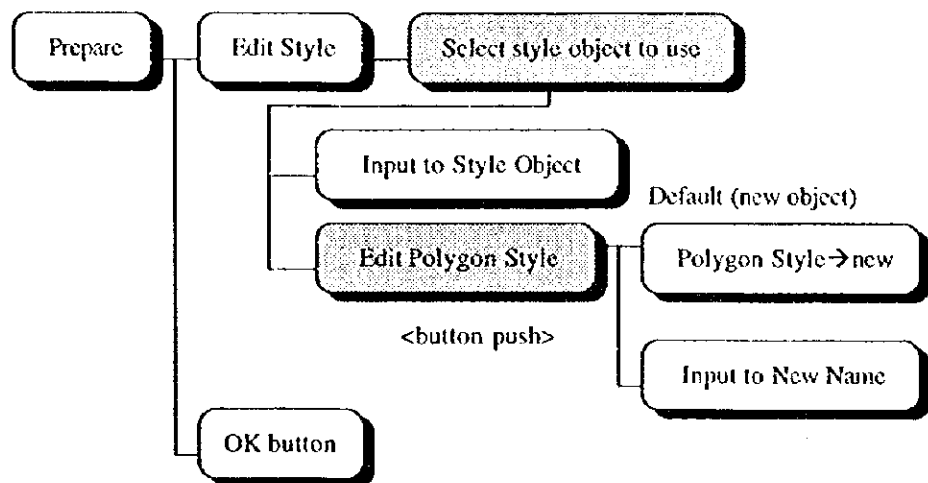 Prepare
Edit Style
Select style object to use
Input to Style Object
Default (new object)
Edit Polygon Style
Polygon Style→new
<button push>
Input to New Name
OK button